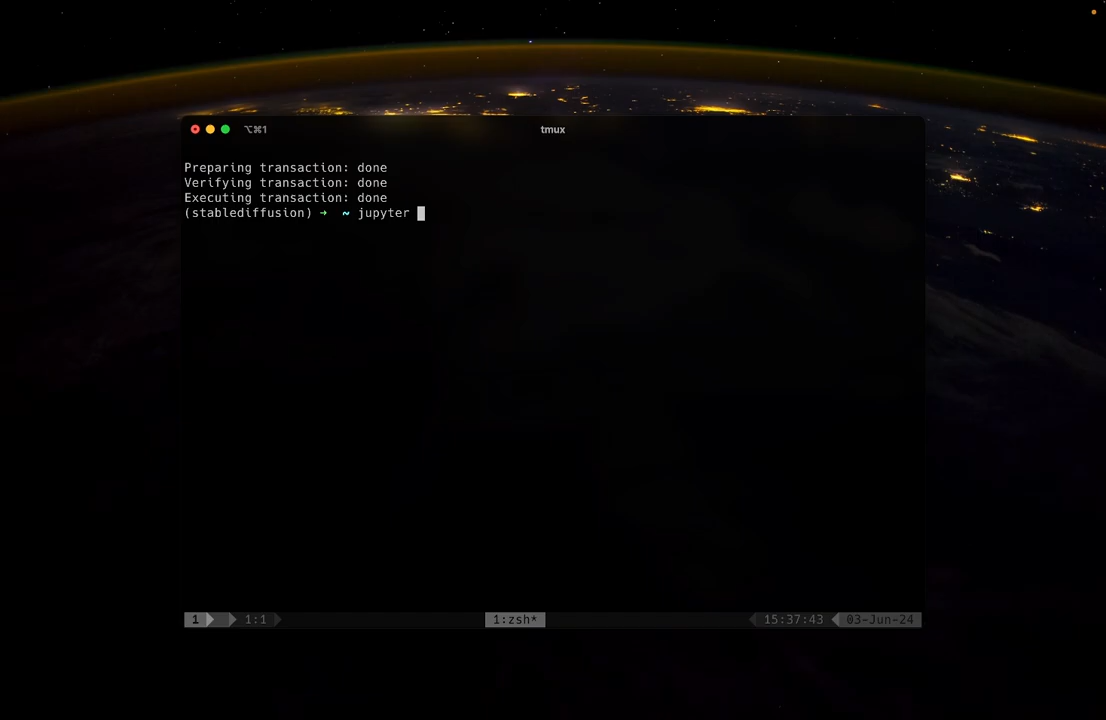 ⌥⌘1
tmux
Preparing transaction: done
Verifying transaction: done
Executing transaction: done
(stablediffusion) ➜ ~ jupyter
1 1:1 1:zsh* 15:37:43 03-Jun-24